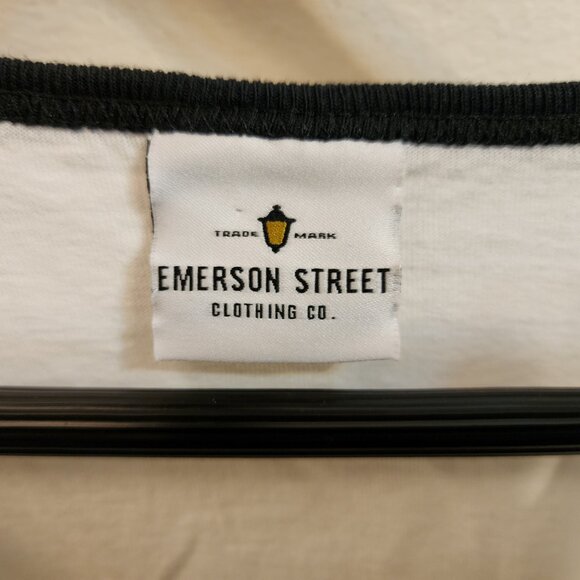 TRADE MARK
EMERSON STREET
CLOTHING CO.